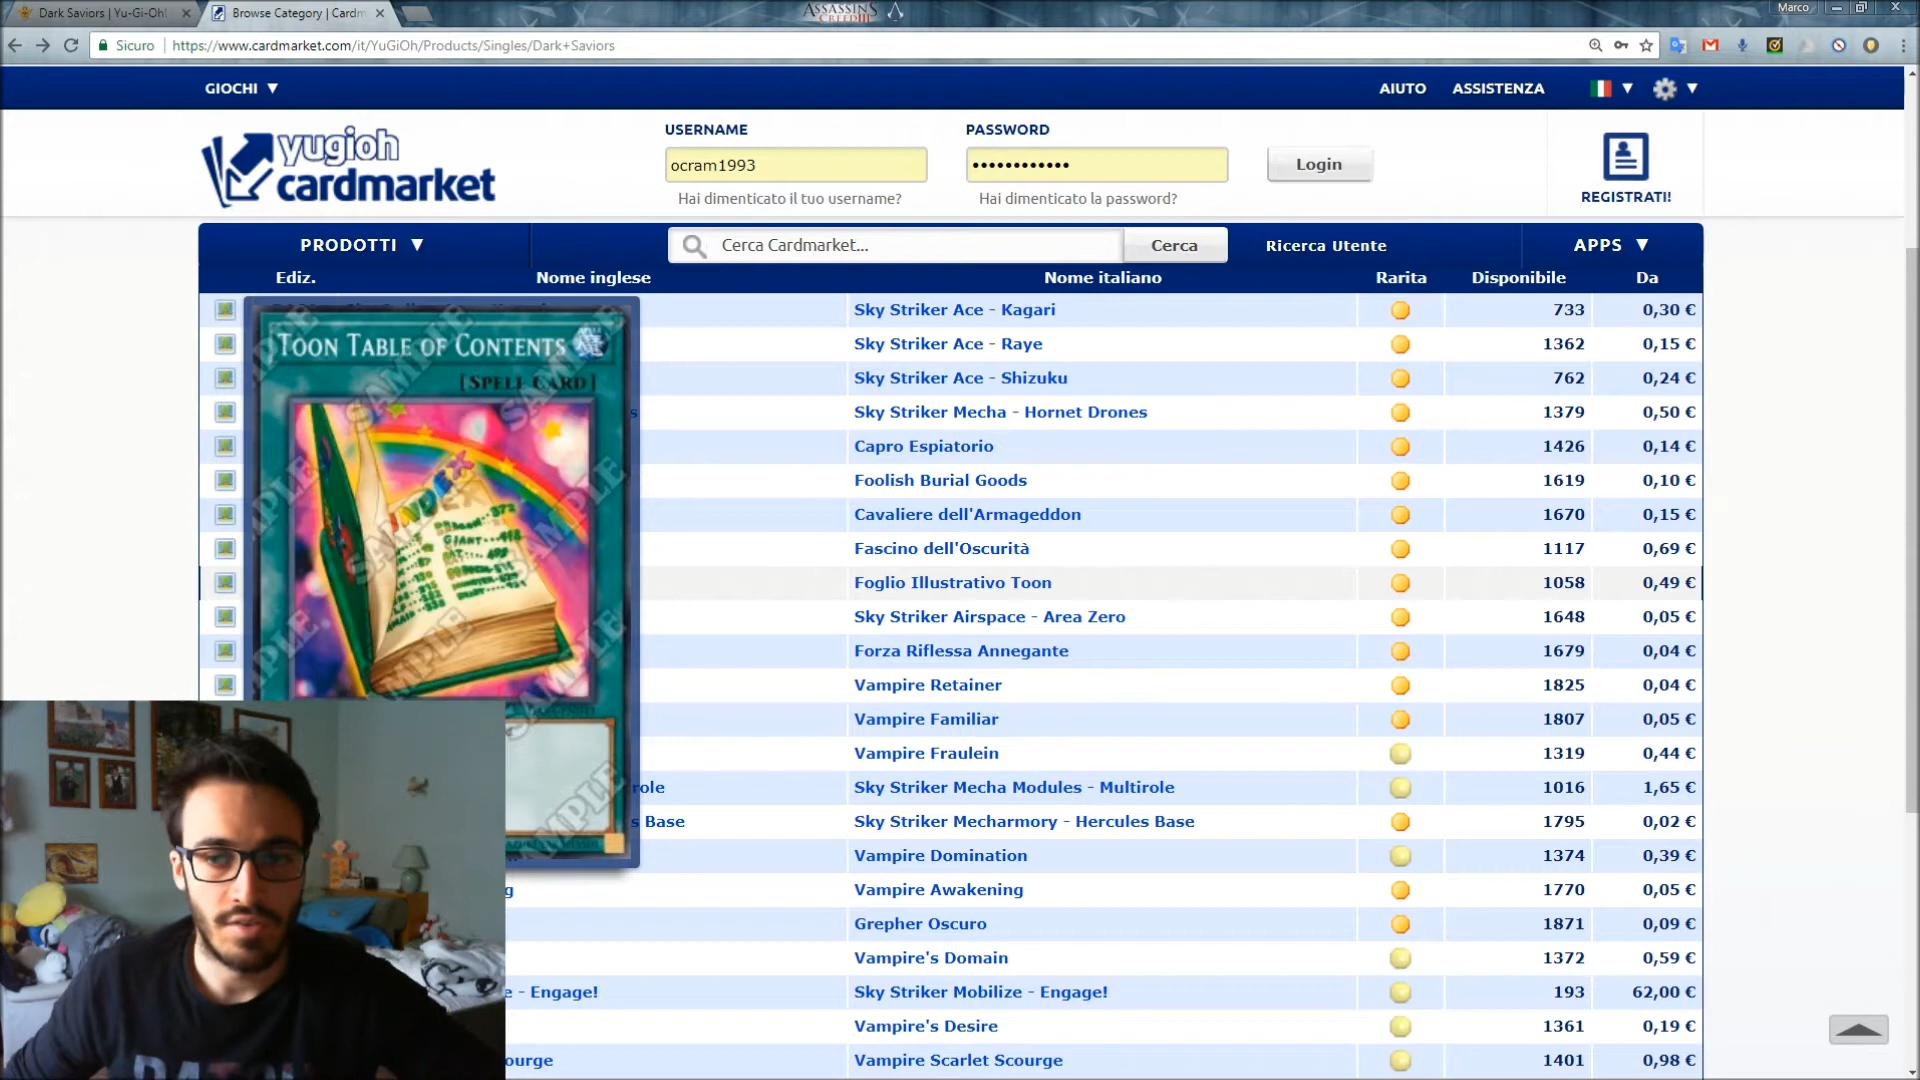 Dark Saviors | Yu-Gi-Oh!
Browse Category | Cardm
ASSASSIN'S
CREED III
Marco
Sicuro
https://www.cardmarket.com/it/YuGiOh/Products/Singles/Dark+Saviors
GIOCHI ▼
AIUTO
ASSISTENZA
yugioh
cardmarket
USERNAME
PASSWORD
ocram1993
••••••••••••
Login
Hai dimenticato il tuo username?
Hai dimenticato la password?
REGISTRATI!
PRODOTTI ▼
Cerca Cardmarket...
Cerca
Ricerca Utente
APPS ▼
Ediz.
Nome inglese
Nome italiano
Rarita
Disponibile
Da
Sky Striker Ace - Kagari 733 0,30 €
Sky Striker Ace - Raye 1362 0,15 €
Sky Striker Ace - Shizuku 762 0,24 €
s Sky Striker Mecha - Hornet Drones 1379 0,50 €
Capro Espiatorio 1426 0,14 €
Foolish Burial Goods 1619 0,10 €
Cavaliere dell'Armageddon 1670 0,15 €
Fascino dell'Oscurità 1117 0,69 €
Foglio Illustrativo Toon 1058 0,49 €
Sky Striker Airspace - Area Zero 1648 0,05 €
Forza Riflessa Annegante 1679 0,04 €
Vampire Retainer 1825 0,04 €
Vampire Familiar 1807 0,05 €
Vampire Fraulein 1319 0,44 €
role Sky Striker Mecha Modules - Multirole 1016 1,65 €
s Base Sky Striker Mecharmory - Hercules Base 1795 0,02 €
Vampire Domination 1374 0,39 €
g Vampire Awakening 1770 0,05 €
Grepher Oscuro 1871 0,09 €
Vampire's Domain 1372 0,59 €
e - Engage! Sky Striker Mobilize - Engage! 193 62,00 €
Vampire's Desire 1361 0,19 €
ourge Vampire Scarlet Scourge 1401 0,98 €
TOON TABLE OF CONTENTS
[SPELL CARD]
SAMPLE
SAMPLE
SAMPLE
SAMPLE
SAMPLE
SAMPLE